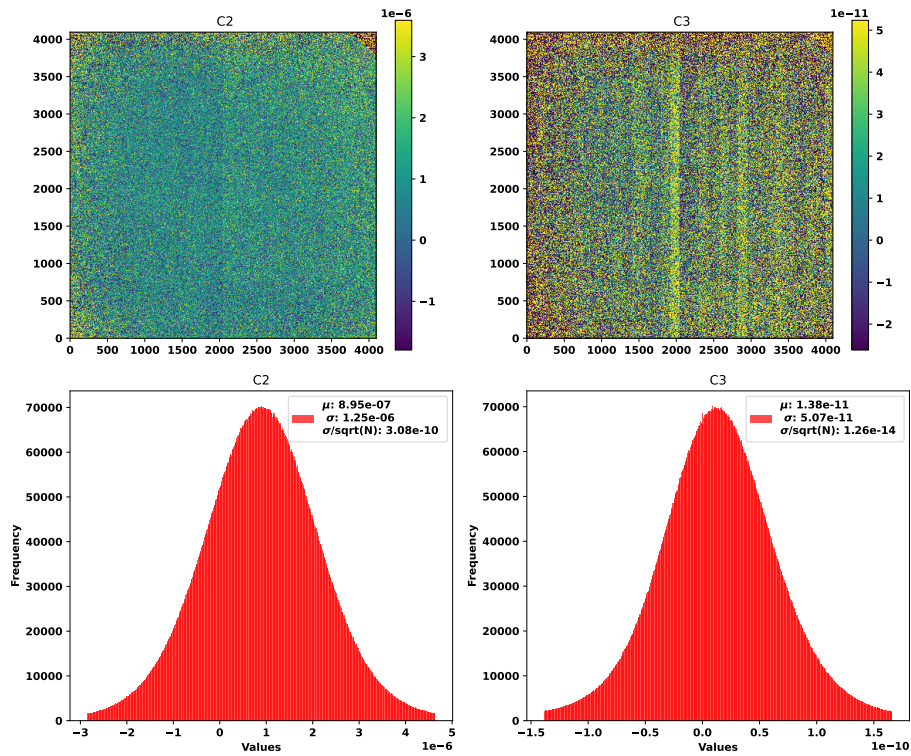 C2
1e−6
4000
3500
3000
2500
2000
1500
1000
500
0
0 500 1000 1500 2000 2500 3000 3500 4000
3
2
1
0
−1
C3
1e−11
4000
3500
3000
2500
2000
1500
1000
500
0
0 500 1000 1500 2000 2500 3000 3500 4000
5
4
3
2
1
0
−1
−2
C2
μ: 8.95e-07
σ: 1.25e-06
σ/sqrt(N): 3.08e-10
Frequency
70000
60000
50000
40000
30000
20000
10000
0
−3 −2 −1 0 1 2 3 4 5
1e−6
Values
C3
μ: 1.38e-11
σ: 5.07e-11
σ/sqrt(N): 1.26e-14
Frequency
70000
60000
50000
40000
30000
20000
10000
0
−1.5 −1.0 −0.5 0.0 0.5 1.0 1.5
1e−10
Values